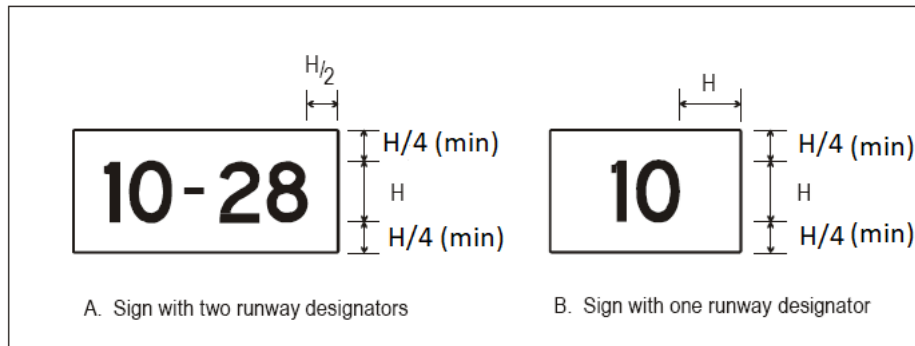 H/2
H
H/4 (min)
H/4 (min)
10-28
H
10
H
H/4 (min)
H/4 (min)
A. Sign with two runway designators
B. Sign with one runway designator